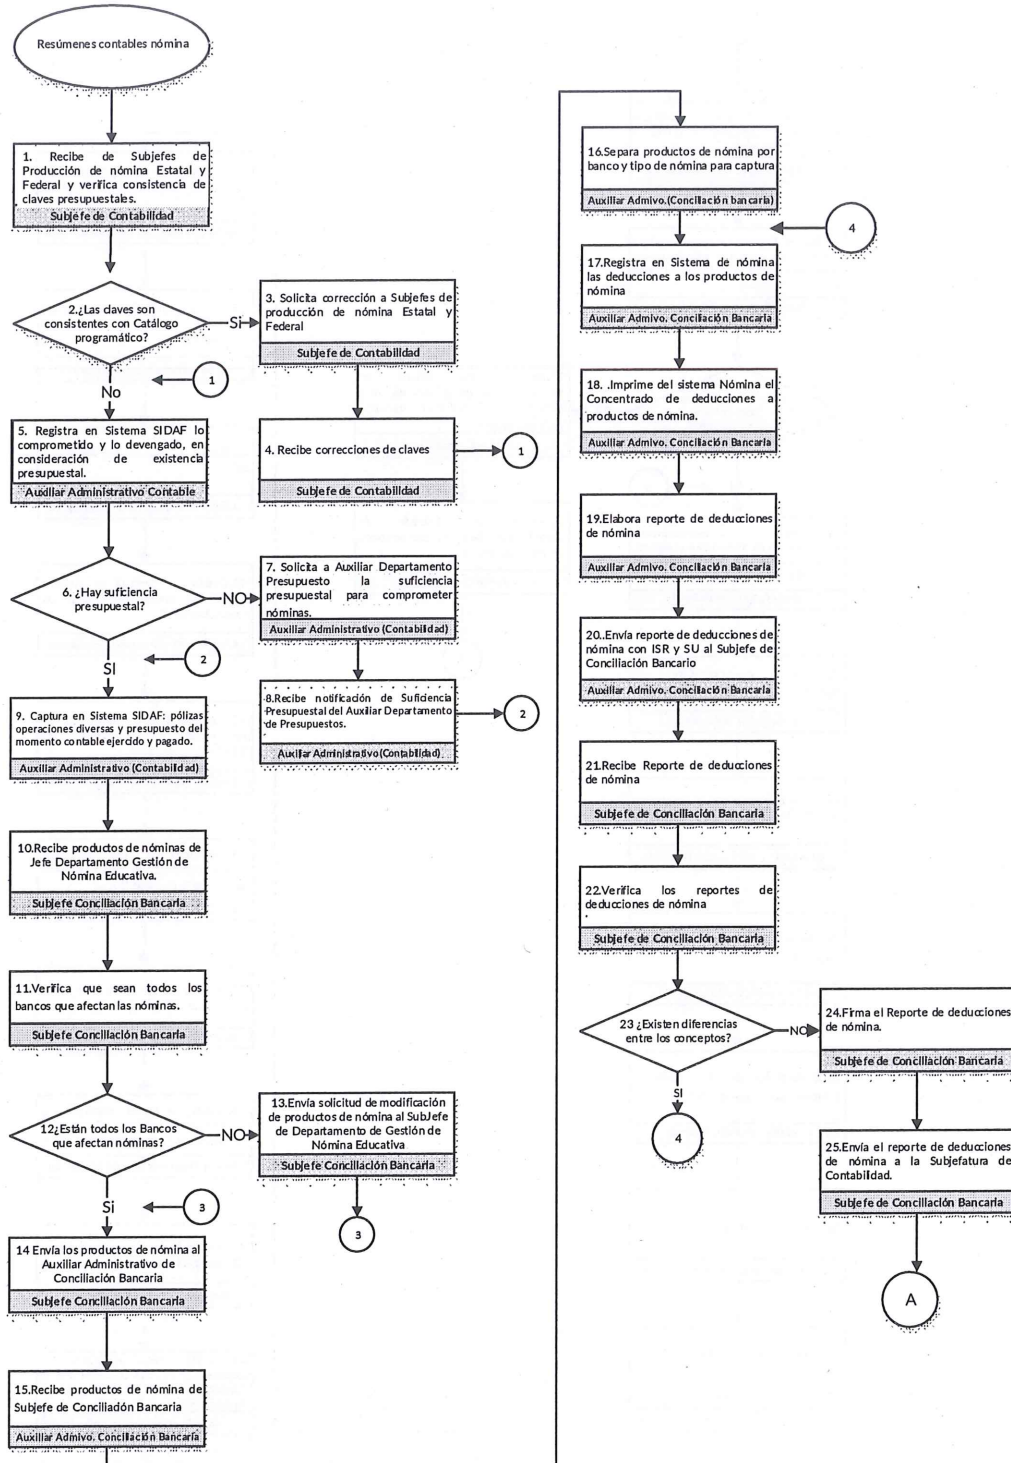 Resúmenes contables nómina
1. Recibe de Subjefes de
Producción de nómina Estatal y
Federal y verifica consistencia de
claves presupuestales.
Subjefe de Contabilidad
2.¿Las claves son
consistentes con Catálogo
programático?
Si
3. Solicita corrección a Subjefes de
producción de nómina Estatal y
Federal
Subjefe de Contabilidad
1
No
4. Recibe correcciones de claves
Subjefe de Contabilidad
1
5. Registra en Sistema SIDAF lo
comprometido y lo devengado, en
consideración de existencia
presupuestal.
Auxiliar Administrativo Contable
6. ¿Hay suficiencia
presupuestal?
NO
7. Solicita a Auxiliar Departamento
Presupuesto la suficiencia
presupuestal para comprometer
nóminas.
Auxiliar Administrativo (Contabilidad)
2
SI
8.Recibe notificación de Suficiencia
Presupuestal del Auxiliar Departamento
de Presupuestos.
Auxiliar Administrativo(Contabilidad)
2
9. Captura en Sistema SIDAF: pólizas
operaciones diversas y presupuesto del
momento contable ejercido y pagado.
Auxiliar Administrativo (Contabilidad)
10.Recibe productos de nóminas de
Jefe Departamento Gestión de
Nómina Educativa.
Subjefe Conciliación Bancaria
11.Verifica que sean todos los
bancos que afectan las nóminas.
Subjefe Conciliación Bancaria
12¿Están todos los Bancos
que afectan nóminas?
NO
13.Envía solicitud de modificación
de productos de nómina al SubJefe
de Departamento de Gestión de
Nómina Educativa
Subjefe Conciliación Bancaria
3
Si
3
14 Envía los productos de nómina al
Auxiliar Administrativo de
Conciliación Bancaria
Subjefe Conciliación Bancaria
15.Recibe productos de nómina de
Subjefe de Conciliación Bancaria
Auxiliar Admivo. Conciliación Bancaria
16.Separa productos de nómina por
banco y tipo de nómina para captura
Auxiliar Admivo.(Conciliación bancaria)
4
17.Registra en Sistema de nómina
las deducciones a los productos de
nómina
Auxiliar Admivo. Conciliación Bancaria
18. .Imprime del sistema Nómina el
Concentrado de deducciones a
productos de nómina.
Auxiliar Admivo. Conciliación Bancaria
19.Elabora reporte de deducciones
de nómina
Auxiliar Admivo. Conciliación Bancaria
20..Envía reporte de deducciones de
nómina con ISR y SU al Subjefe de
Conciliación Bancario
Auxiliar Admivo. Conciliación Bancaria
21.Recibe Reporte de deducciones
de nómina
Subjefe de Conciliación Bancaria
22.Verifica los reportes de
deducciones de nómina
Subjefe de Conciliación Bancaria
23 ¿Existen diferencias
entre los conceptos?
NO
24.Firma el Reporte de deducciones
de nómina.
Subjefe de Conciliación Bancaria
SI
4
25.Envía el reporte de deducciones
de nómina a la Subjefatura de
Contabilidad.
Subjefe de Conciliación Bancaria
A